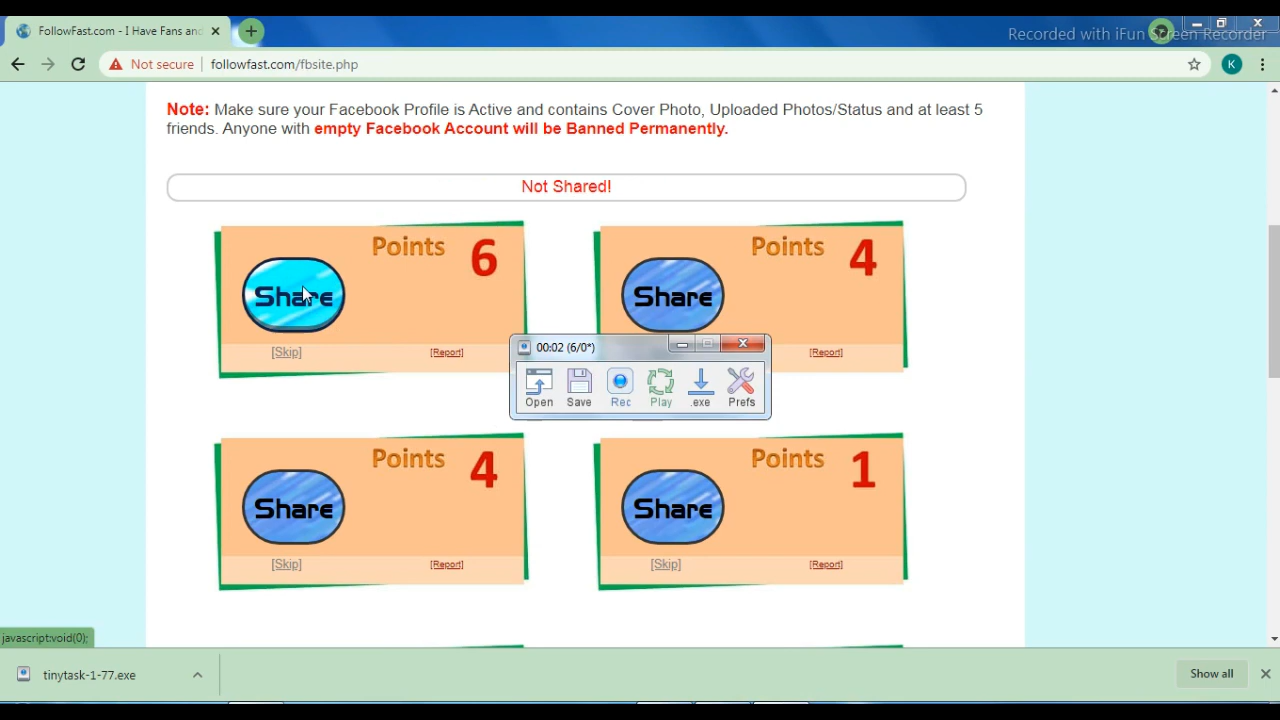 FollowFast.com - I Have Fans and
Recorded with iFun Screen Recorder
Not secure
followfast.com/fbsite.php
K
Note: Make sure your Facebook Profile is Active and contains Cover Photo, Uploaded Photos/Status and at least 5
friends. Anyone with empty Facebook Account will be Banned Permanently.
Not Shared!
Points 6
Share
[Skip]
[Report]
Points 4
Share
[Report]
00:02 (6/0*)
Open
Save
Rec
Play
.exe
Prefs
Points 4
Share
[Skip]
[Report]
Points 1
Share
[Skip]
[Report]
javascript:void(0);
tinytask-1-77.exe
Show all